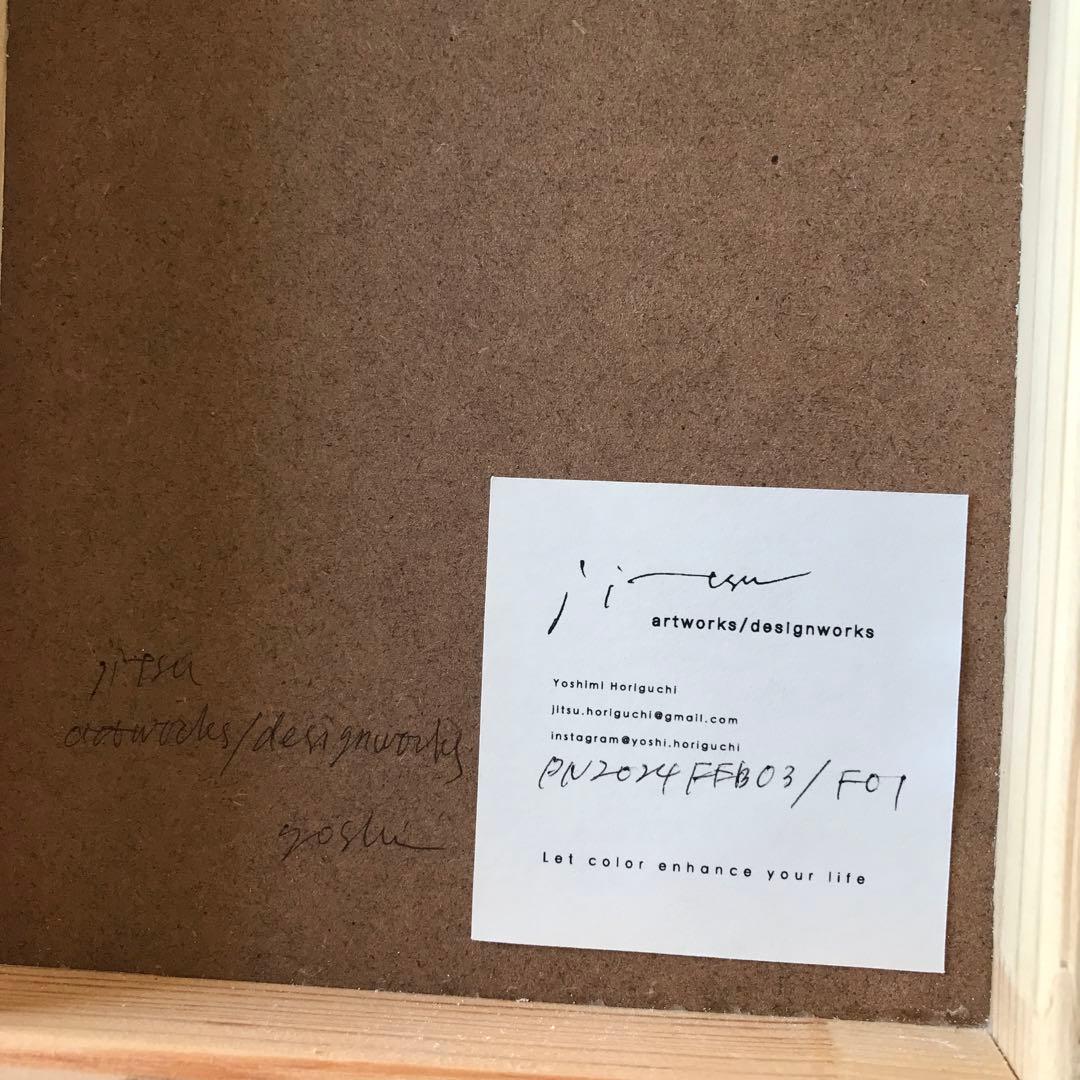 jitsu
artworks/designworks
Yoshimi Horiguchi
jitsu.horiguchi@gmail.com
instagram@yoshi.horiguchi
PN2024FEB03/F01
Let color enhance your life
jitsu
artworks/designworks
yoshi